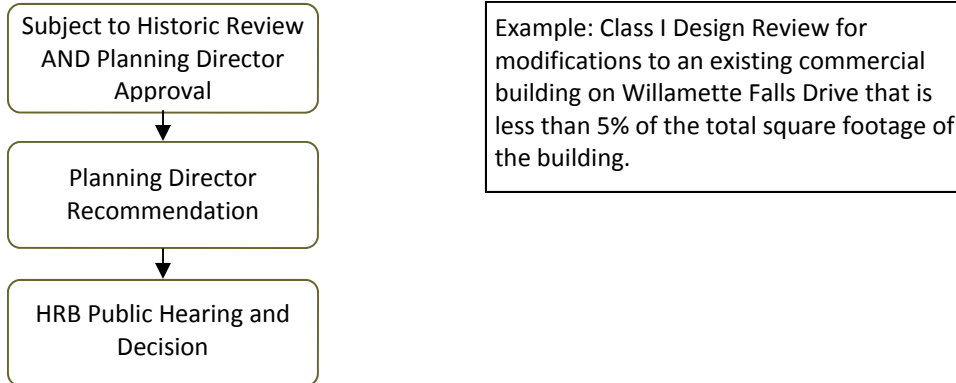 Subject to Historic Review
AND Planning Director
Approval
Planning Director
Recommendation
HRB Public Hearing and
Decision
Example: Class I Design Review for
modifications to an existing commercial
building on Willamette Falls Drive that is
less than 5% of the total square footage of
the building.